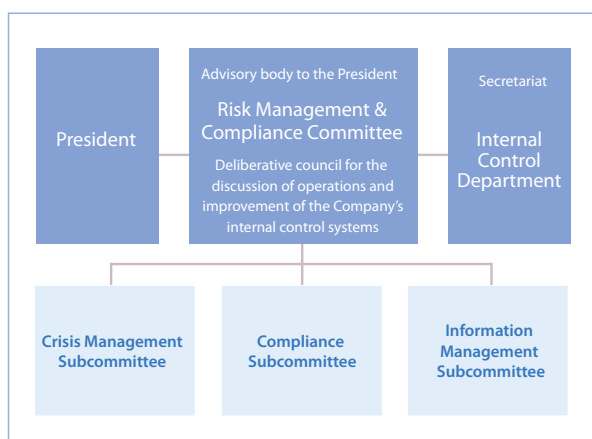 President
Advisory body to the President
Risk Management &
Compliance Committee
Deliberative council for the
discussion of operations and
improvement of the Company's
internal control systems
Secretariat
Internal
Control
Department
Crisis Management
Subcommittee
Compliance
Subcommittee
Information
Management
Subcommittee